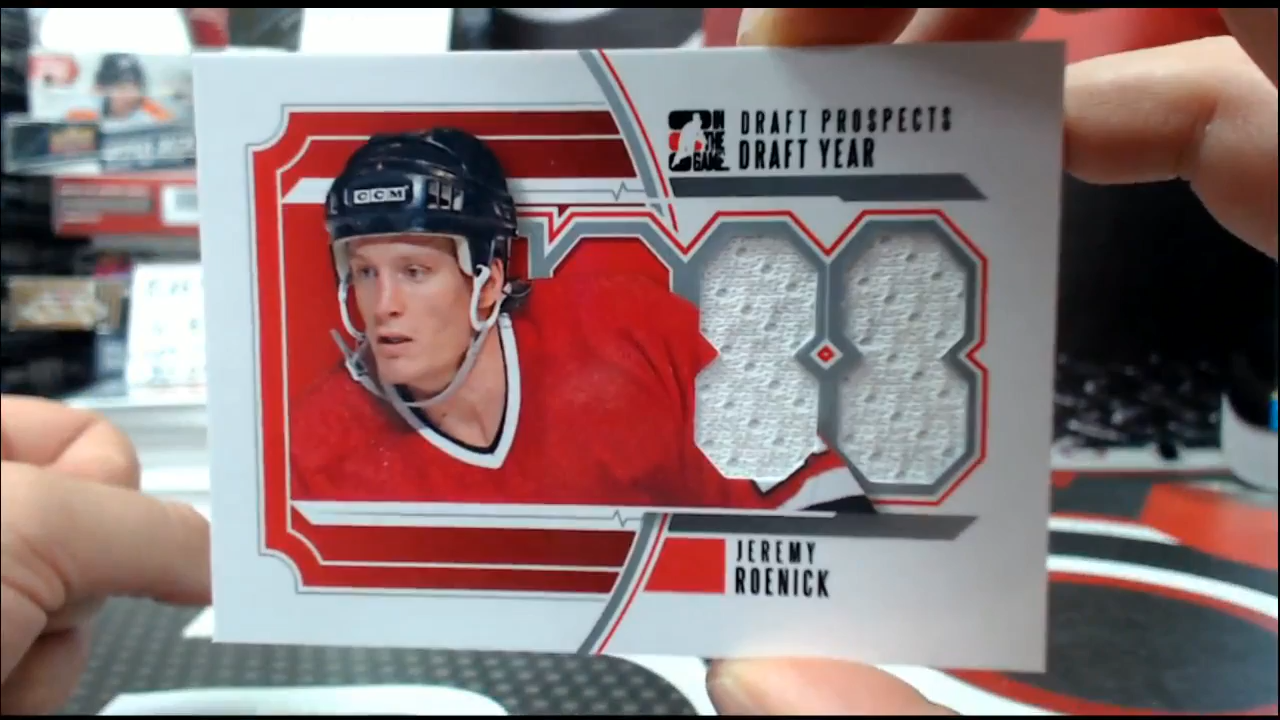 IN
THE
GAME
DRAFT PROSPECTS
DRAFT YEAR
CCM
88
JEREMY
ROENICK